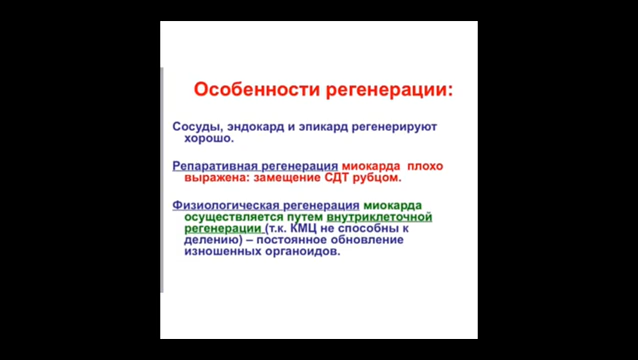 Особенности регенерации:
Сосуды, эндокард и эпикард регенерируют
хорошо.
Репаративная регенерация миокарда плохо
выражена: замещение СДТ рубцом.
Физиологическая регенерация миокарда
осуществляется путем внутриклеточной
регенерации (т.к. КМЦ не способны к
делению) – постоянное обновление
изношенных органоидов.